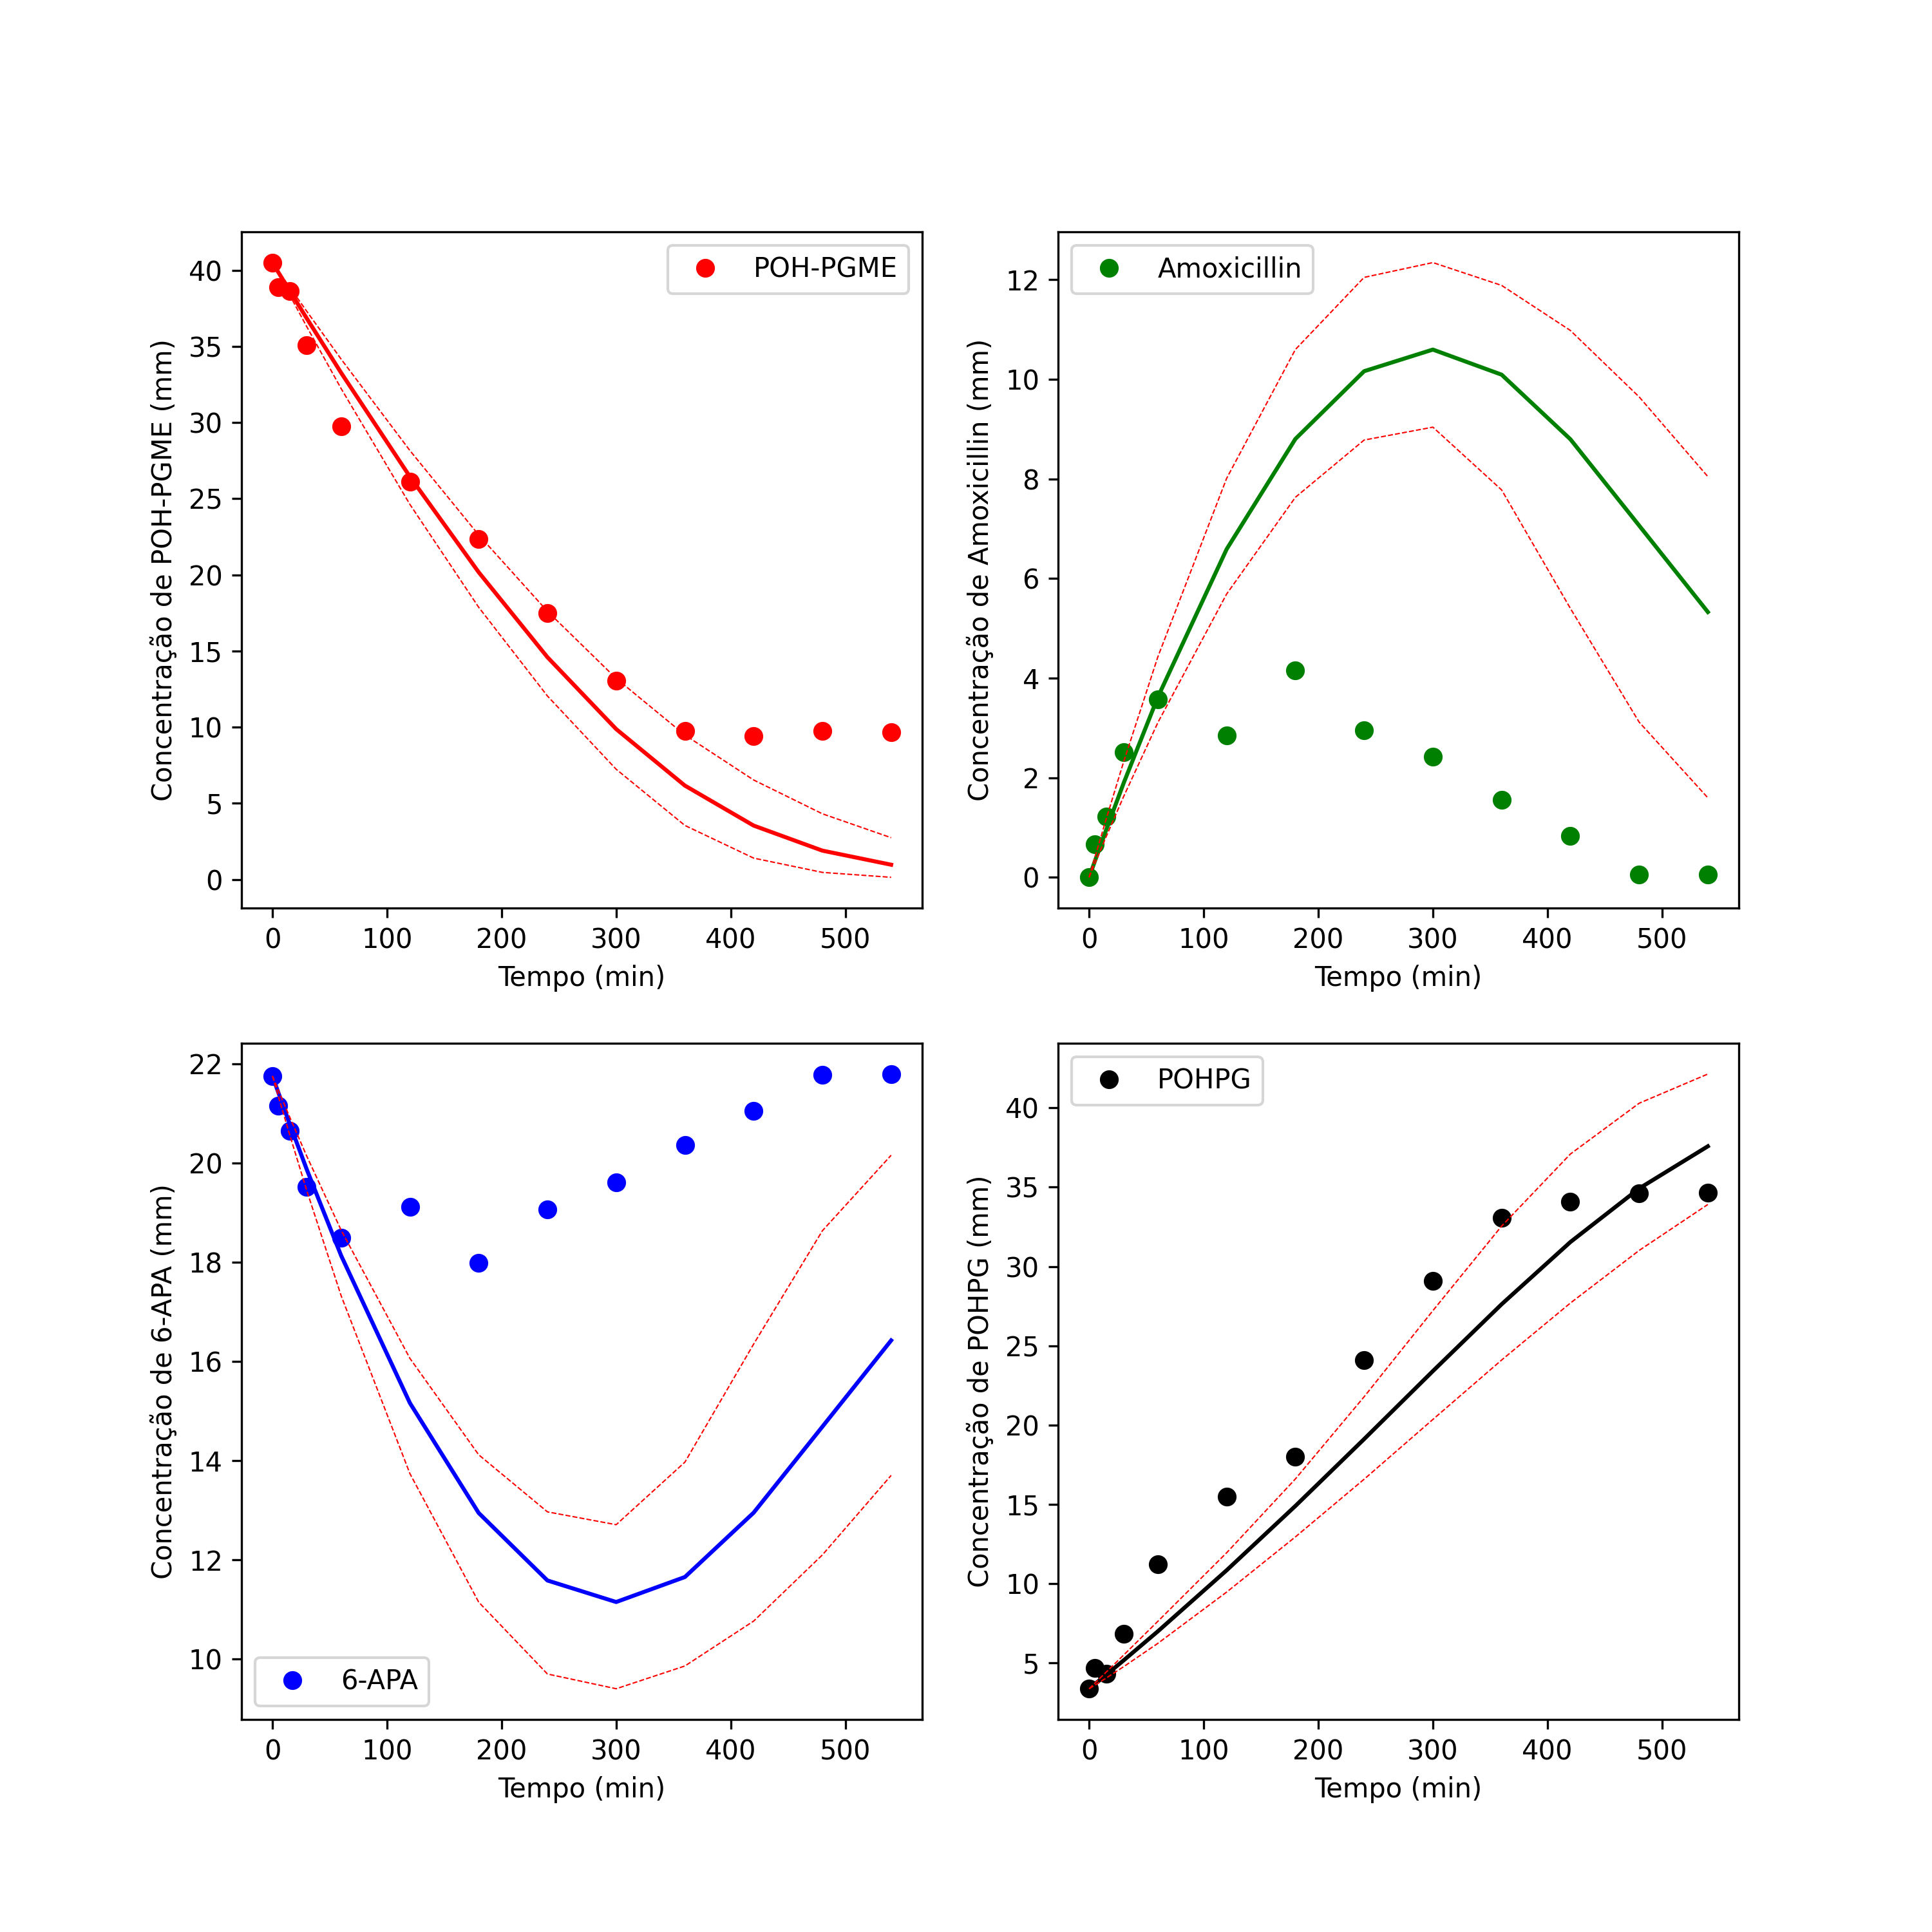 POH-PGME
Concentração de POH-PGME (mm)
40
35
30
25
20
15
10
5
0
0 100 200 300 400 500
Tempo (min)
Amoxicillin
Concentração de Amoxicillin (mm)
12
10
8
6
4
2
0
0 100 200 300 400 500
Tempo (min)
Concentração de 6-APA (mm)
22
20
18
16
14
12
10
6-APA
0 100 200 300 400 500
Tempo (min)
POHPG
Concentração de POHPG (mm)
40
35
30
25
20
15
10
5
0 100 200 300 400 500
Tempo (min)